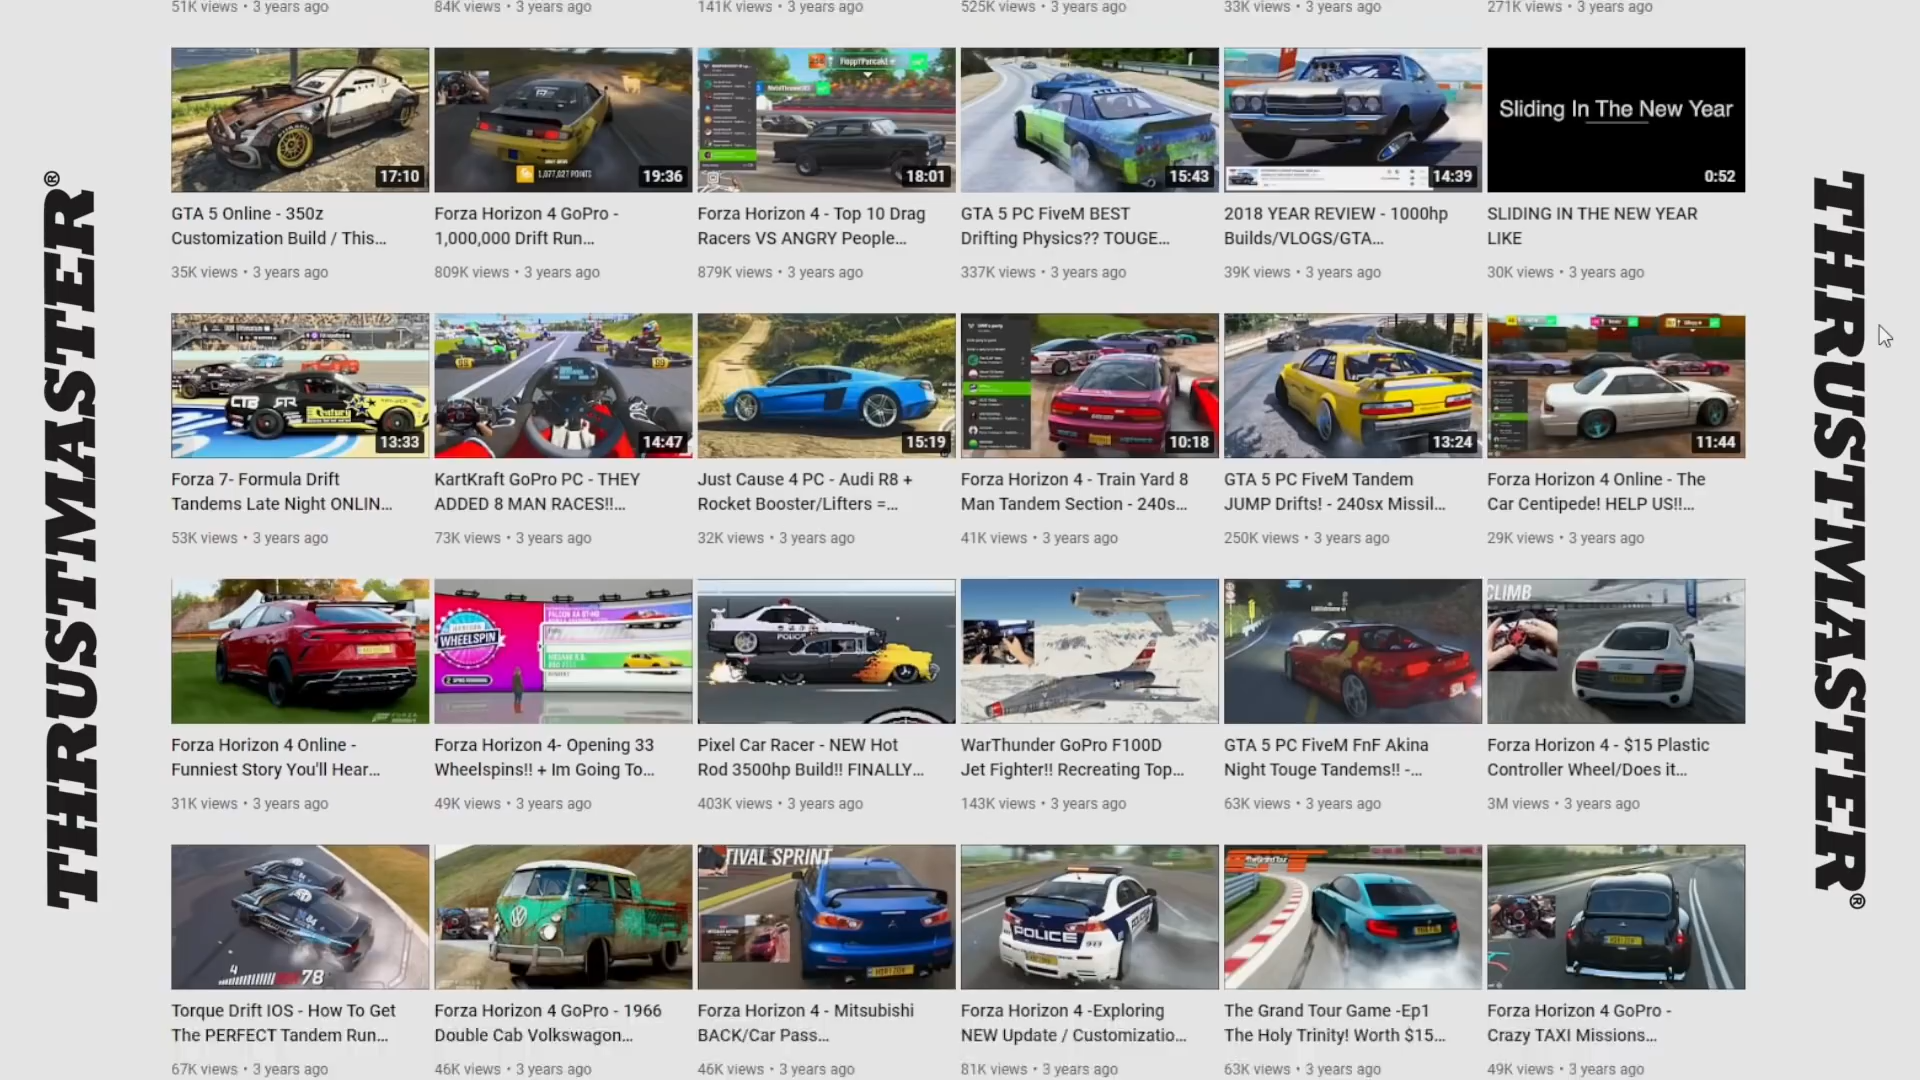 51K views • 3 years ago
84K views • 3 years ago
141K views • 3 years ago
525K views • 3 years ago
33K views • 3 years ago
271K views • 3 years ago
THRUSTMASTER®
THRUSTMASTER®
17:10
1,077,027 POINTS
19:36
18:01
15:43
14:39
Sliding In The New Year
0:52
GTA 5 Online - 350z
Customization Build / This...
35K views • 3 years ago
Forza Horizon 4 GoPro -
1,000,000 Drift Run...
809K views • 3 years ago
Forza Horizon 4 - Top 10 Drag
Racers VS ANGRY People...
879K views • 3 years ago
GTA 5 PC FiveM BEST
Drifting Physics?? TOUGE...
337K views • 3 years ago
2018 YEAR REVIEW - 1000hp
Builds/VLOGS/GTA...
39K views • 3 years ago
SLIDING IN THE NEW YEAR
LIKE
30K views • 3 years ago
13:33
14:47
15:19
10:18
13:24
11:44
Forza 7- Formula Drift
Tandems Late Night ONLIN...
53K views • 3 years ago
KartKraft GoPro PC - THEY
ADDED 8 MAN RACES!!...
73K views • 3 years ago
Just Cause 4 PC - Audi R8 +
Rocket Booster/Lifters =...
32K views • 3 years ago
Forza Horizon 4 - Train Yard 8
Man Tandem Section - 240s...
41K views • 3 years ago
GTA 5 PC FiveM Tandem
JUMP Drifts! - 240sx Missil...
250K views • 3 years ago
Forza Horizon 4 Online - The
Car Centipede! HELP US!!...
29K views • 3 years ago
WHEELSPIN
POLICE
CLIMB
Forza Horizon 4 Online -
Funniest Story You'll Hear...
31K views • 3 years ago
Forza Horizon 4- Opening 33
Wheelspins!! + Im Going To...
49K views • 3 years ago
Pixel Car Racer - NEW Hot
Rod 3500hp Build!! FINALLY...
403K views • 3 years ago
WarThunder GoPro F100D
Jet Fighter!! Recreating Top...
143K views • 3 years ago
GTA 5 PC FiveM FnF Akina
Night Touge Tandems!! -...
63K views • 3 years ago
Forza Horizon 4 - $15 Plastic
Controller Wheel/Does it...
3M views • 3 years ago
4
78
TIVAL SPRINT
POLICE
Torque Drift IOS - How To Get
The PERFECT Tandem Run...
67K views • 3 years ago
Forza Horizon 4 GoPro - 1966
Double Cab Volkswagon...
46K views • 3 years ago
Forza Horizon 4 - Mitsubishi
BACK/Car Pass...
46K views • 3 years ago
Forza Horizon 4 -Exploring
NEW Update / Customizatio...
81K views • 3 years ago
The Grand Tour Game -Ep1
The Holy Trinity! Worth $15...
63K views • 3 years ago
Forza Horizon 4 GoPro -
Crazy TAXI Missions...
49K views • 3 years ago